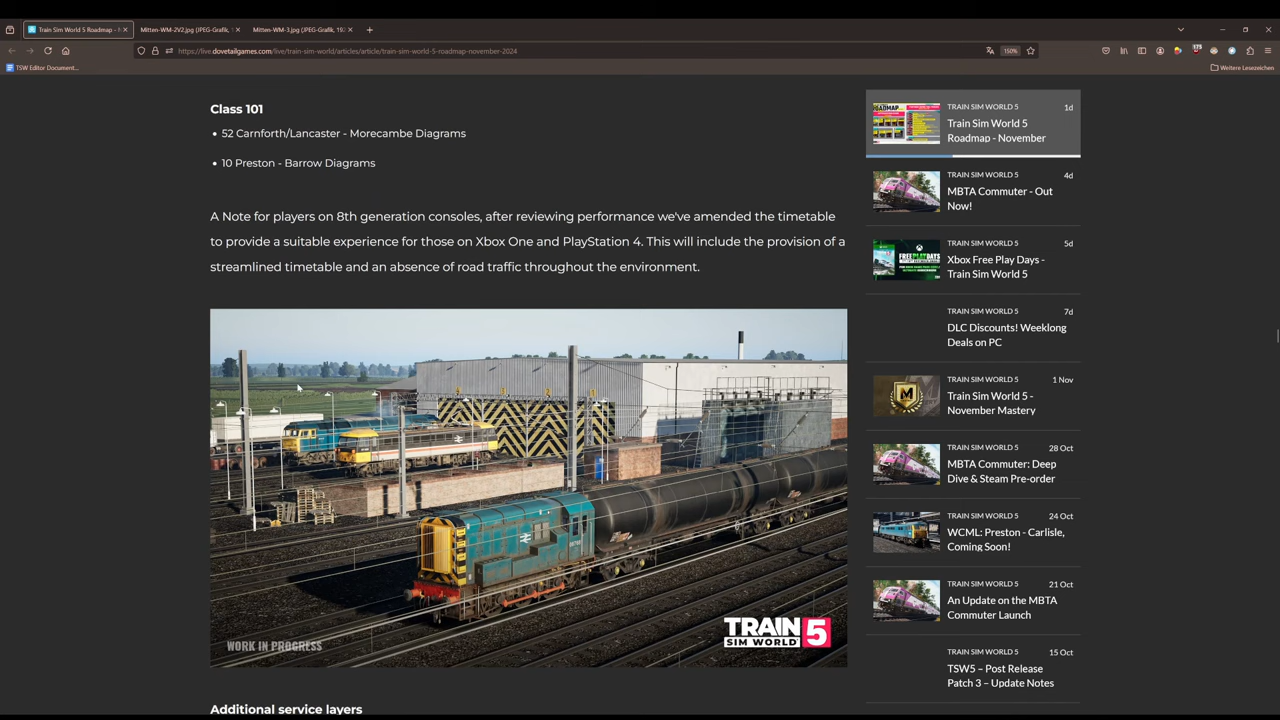 Train Sim World 5 Roadmap - N
Mitten-WM-2V2.jpg (JPEG-Grafik, 1
Mitten-WM-3.jpg (JPEG-Grafik, 19
https://live.dovetailgames.com/live/train-sim-world/articles/article/train-sim-world-5-roadmap-november-2024
150%
TSW Editor Document...
Weitere Lesezeichen
Class 101
• 52 Carnforth/Lancaster - Morecambe Diagrams
• 10 Preston - Barrow Diagrams
A Note for players on 8th generation consoles, after reviewing performance we've amended the timetable
to provide a suitable experience for those on Xbox One and PlayStation 4. This will include the provision of a
streamlined timetable and an absence of road traffic throughout the environment.
WORK IN PROGRESS
TRAIN
SIM WORLD 5
Additional service layers
TRAIN SIM WORLD 5 1d
Train Sim World 5
Roadmap - November
TRAIN SIM WORLD 5 4d
MBTA Commuter - Out
Now!
TRAIN SIM WORLD 5 5d
Xbox Free Play Days -
Train Sim World 5
TRAIN SIM WORLD 5 7d
DLC Discounts! Weeklong
Deals on PC
TRAIN SIM WORLD 5 1 Nov
Train Sim World 5 -
November Mastery
TRAIN SIM WORLD 5 28 Oct
MBTA Commuter: Deep
Dive & Steam Pre-order
TRAIN SIM WORLD 5 24 Oct
WCML: Preston - Carlisle,
Coming Soon!
TRAIN SIM WORLD 5 21 Oct
An Update on the MBTA
Commuter Launch
TRAIN SIM WORLD 5 15 Oct
TSW5 – Post Release
Patch 3 – Update Notes